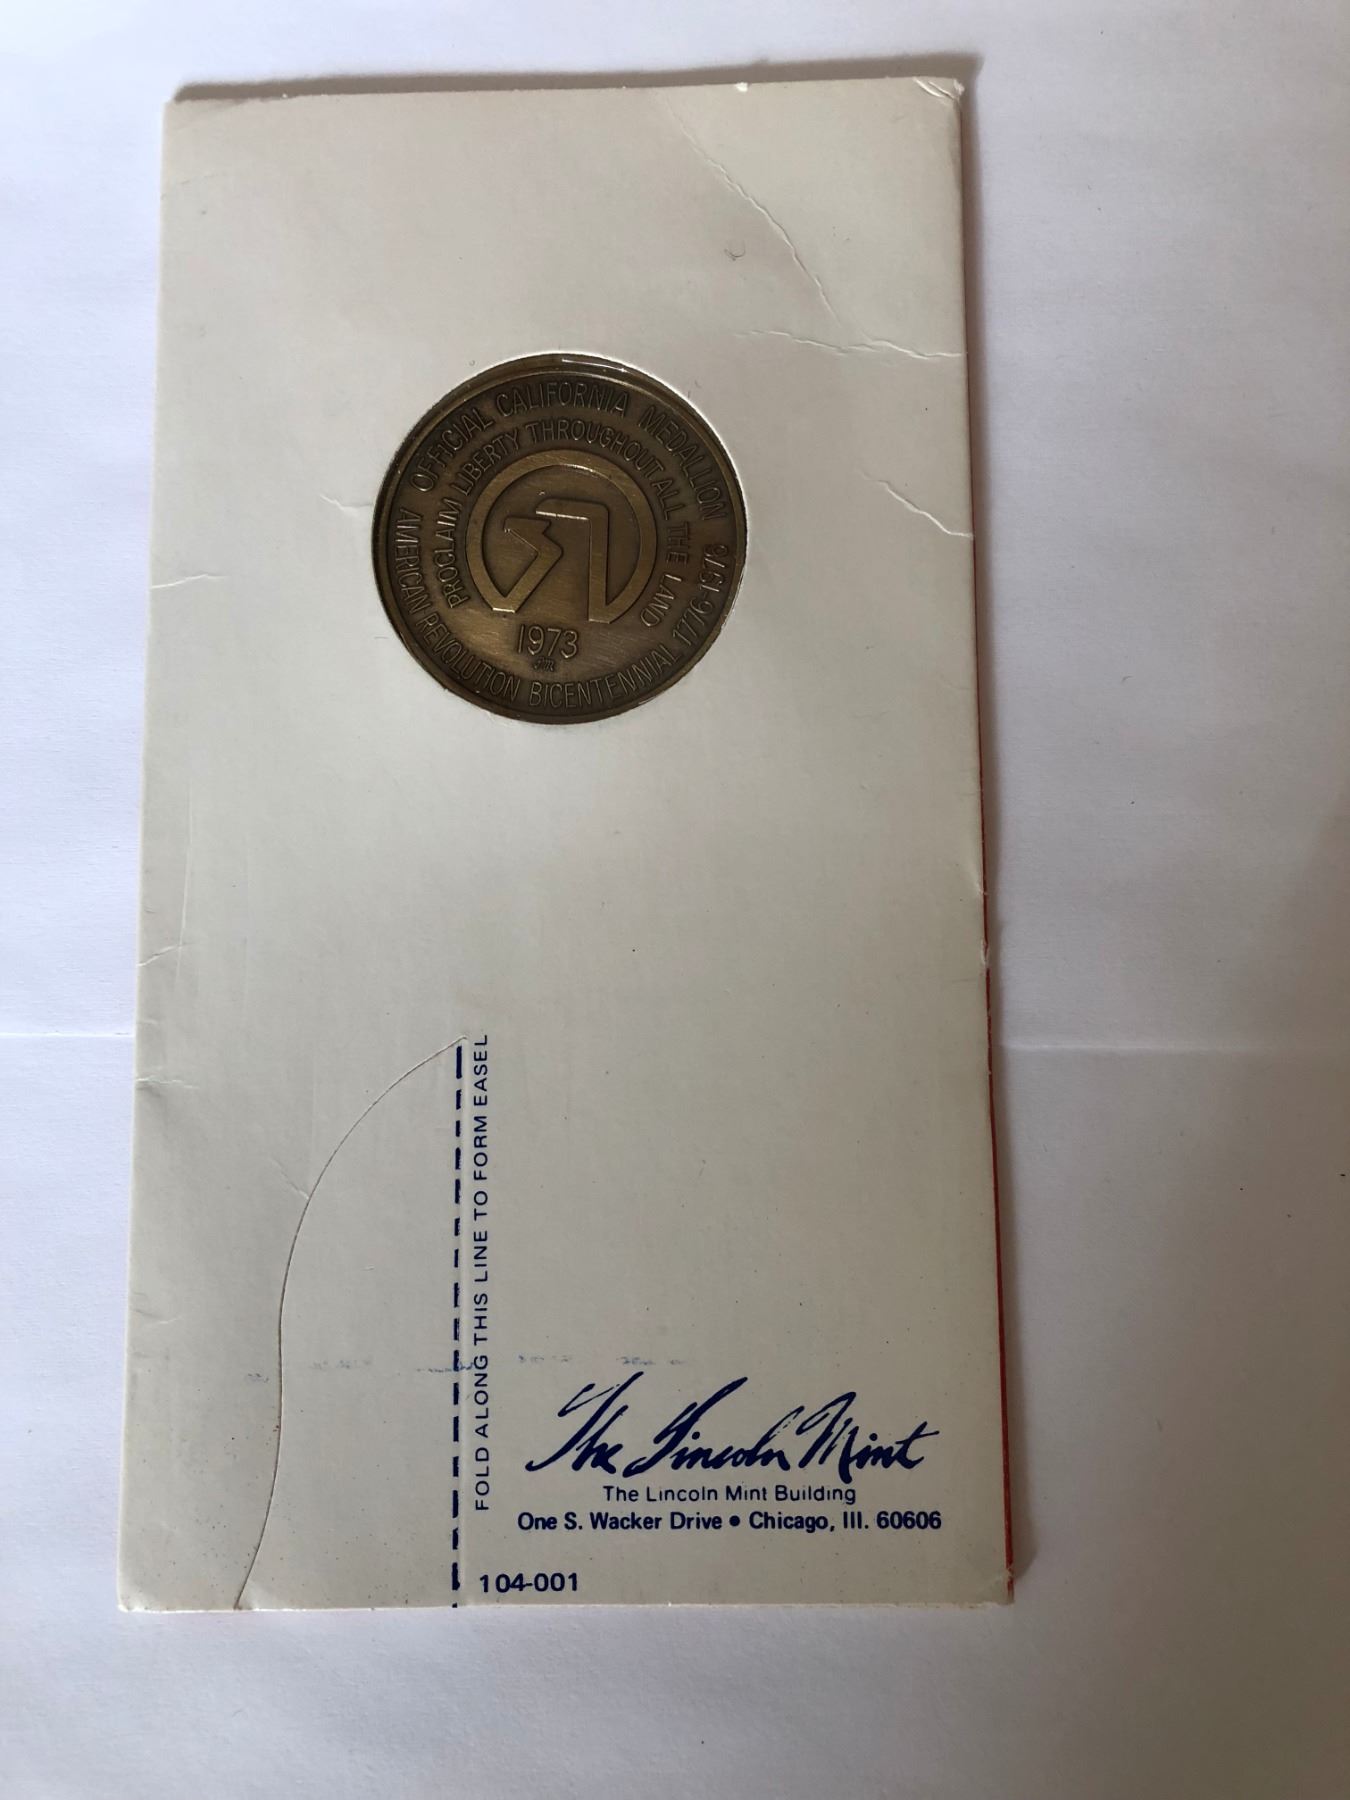 OFFICIAL CALIFORNIA MEDALLION
PROCLAIM LIBERTY THROUGHOUT ALL THE LAND
1973
AMERICAN REVOLUTION BICENTENNIAL 1776-1976
FOLD ALONG THIS LINE TO FORM EASEL
The Lincoln Mint
The Lincoln Mint Building
One S. Wacker Drive • Chicago, Ill. 60606
104-001